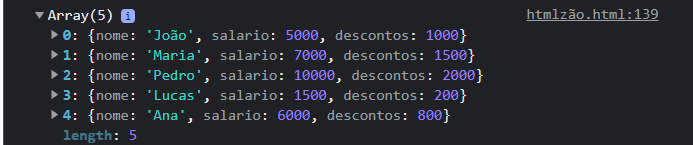 ▼Array(5) i htmlzão.html:139
▶0: {nome: 'João', salario: 5000, descontos: 1000}
▶1: {nome: 'Maria', salario: 7000, descontos: 1500}
▶2: {nome: 'Pedro', salario: 10000, descontos: 2000}
▶3: {nome: 'Lucas', salario: 1500, descontos: 200}
▶4: {nome: 'Ana', salario: 6000, descontos: 800}
length: 5